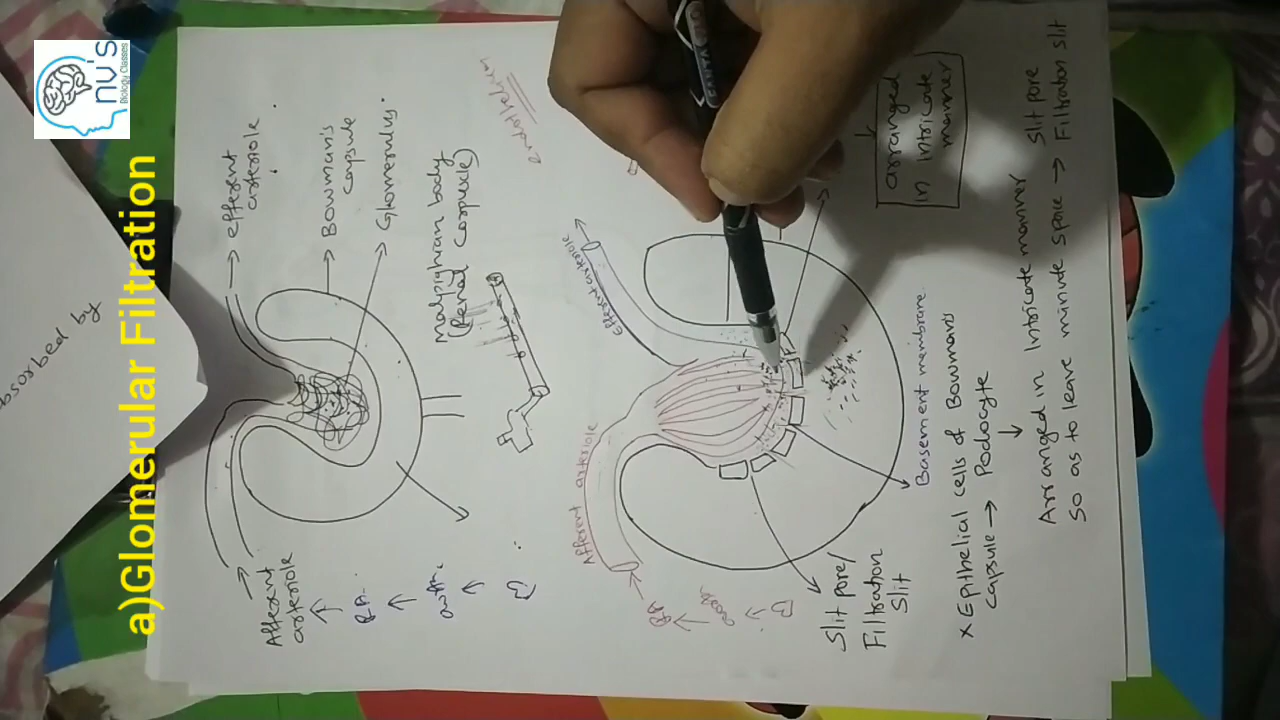 nu's
Biology Classes
a)Glomerular Filtration
absorbed by
efferent
arteriole
Bowman's
capsule
Glomerulus
Malpighian body
(Renal Corpuscle)
Afferent
arteriole
endothelium
Efferent arteriole
Afferent arteriole
Basement membrane
Slit pore/
Filtration
Slit
arranged
in Intricate
manner
x Epithelial cells of Bowman's
capsule → Podocyte
Arranged in Intricate manner
So as to leave minute space → Filtration slit
Slit pore